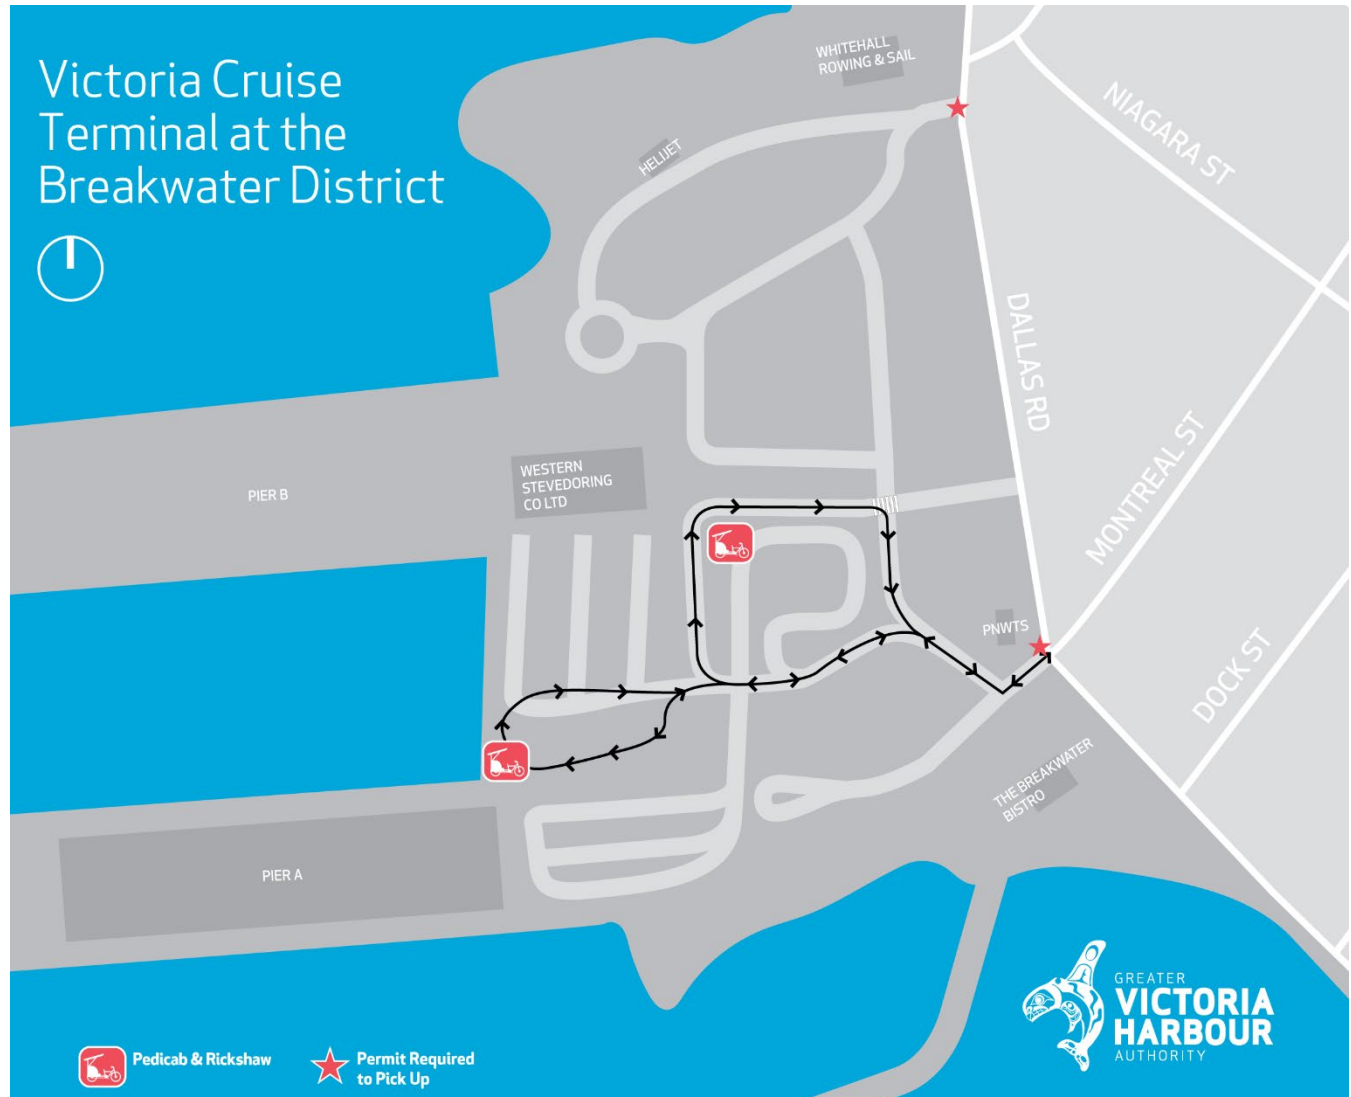 Victoria Cruise
Terminal at the
Breakwater District
WHITEHALL
ROWING & SAIL
NIAGARA ST
HELIJET
DALLAS RD
MONTREAL ST
WESTERN
STEVEDORING
CO LTD
PIER B
PNWTS
DOCK ST
THE BREAKWATER
BISTRO
PIER A
GREATER
VICTORIA
HARBOUR
AUTHORITY
Pedicab & Rickshaw
Permit Required
to Pick Up